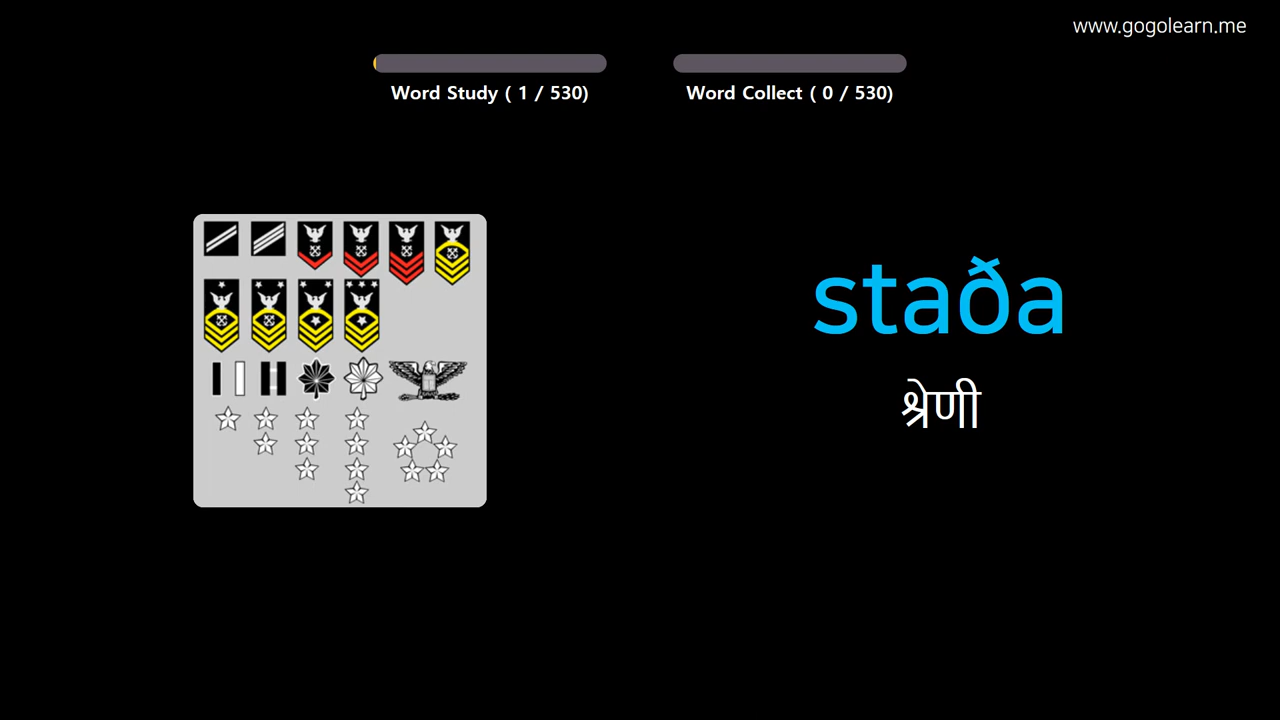 www.gogolearn.me
Word Study ( 1 / 530)
Word Collect ( 0 / 530)
staða
श्रेणी